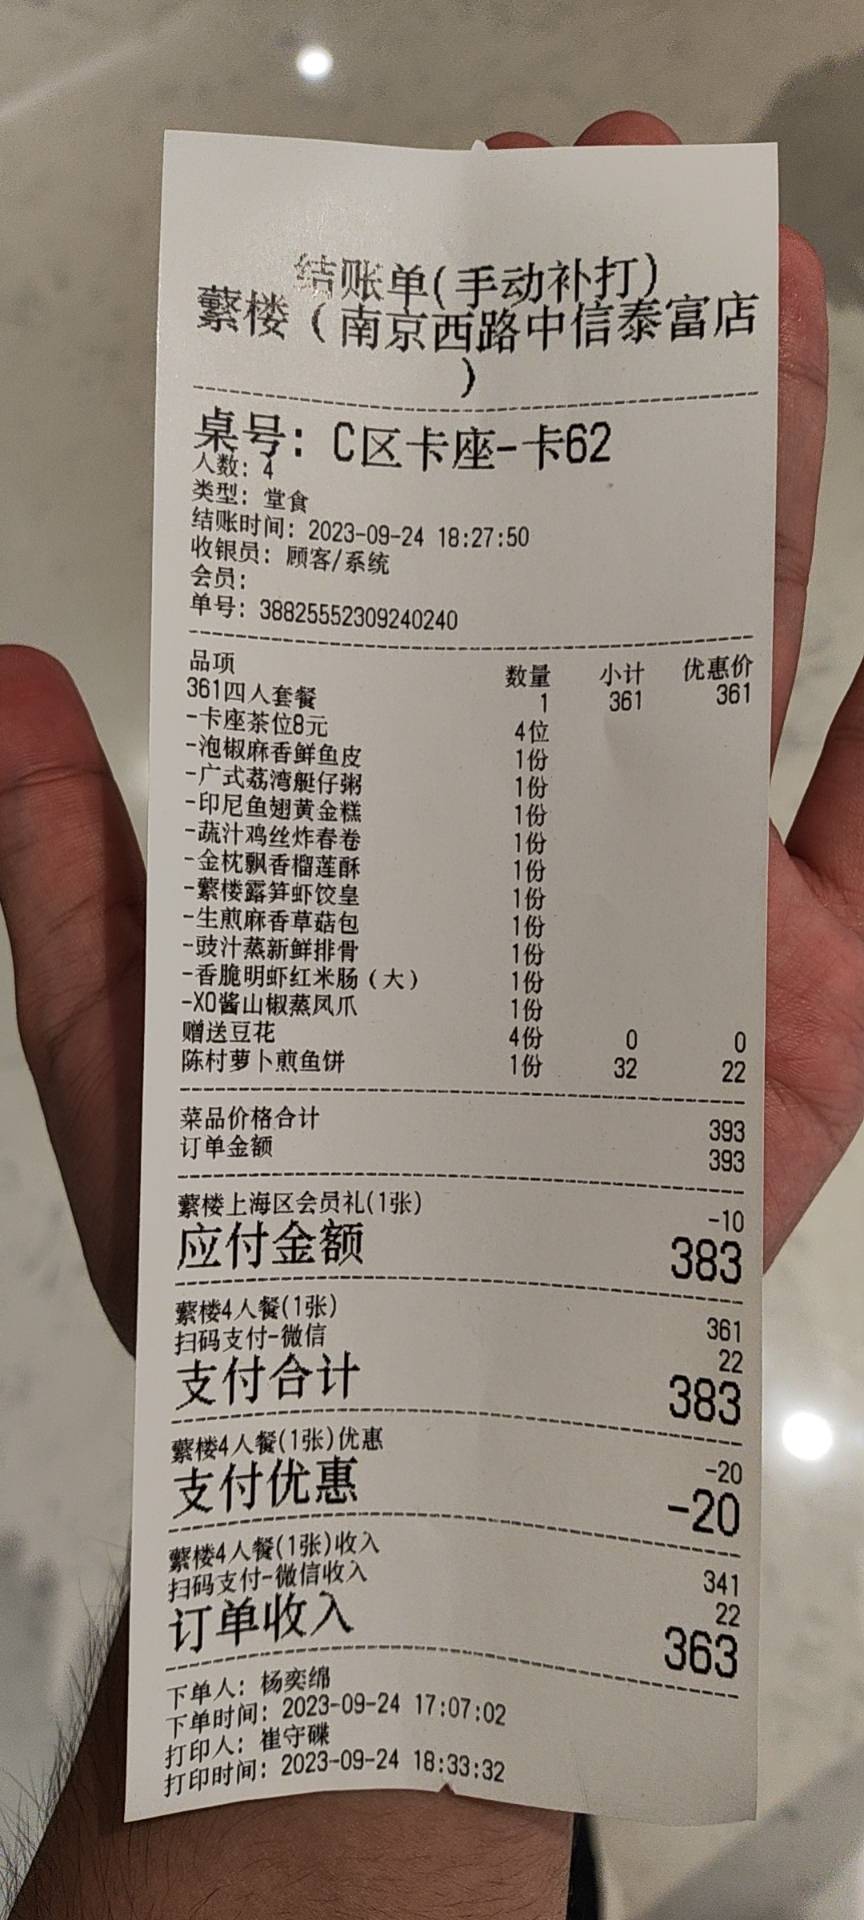 结账单(手动补打)
蘩楼（南京西路中信泰富店
）
桌号: C区卡座-卡62
人数: 4
类型: 堂食
结账时间: 2023-09-24 18:27:50
收银员: 顾客/系统
会员:
单号: 38825552309240240
品项 数量 小计 优惠价
361四人套餐 1 361 361
-卡座茶位8元 4位
-泡椒麻香鲜鱼皮 1份
-广式荔湾艇仔粥 1份
-印尼鱼翅黄金糕 1份
-蔬汁鸡丝炸春卷 1份
-金枕飘香榴莲酥 1份
-蘩楼露笋虾饺皇 1份
-生煎麻香草菇包 1份
-豉汁蒸新鲜排骨 1份
-香脆明虾红米肠（大） 1份
-XO酱山椒蒸凤爪 1份
赠送豆花 4份 0 0
陈村萝卜煎鱼饼 1份 32 22
菜品价格合计 393
订单金额 393
蘩楼上海区会员礼(1张) -10
应付金额 383
蘩楼4人餐(1张) 361
扫码支付-微信 22
支付合计 383
蘩楼4人餐(1张)优惠 -20
支付优惠 -20
蘩楼4人餐(1张)收入 341
扫码支付-微信收入 22
订单收入 363
下单人: 杨奕绵
下单时间: 2023-09-24 17:07:02
打印人: 崔守碟
打印时间: 2023-09-24 18:33:32